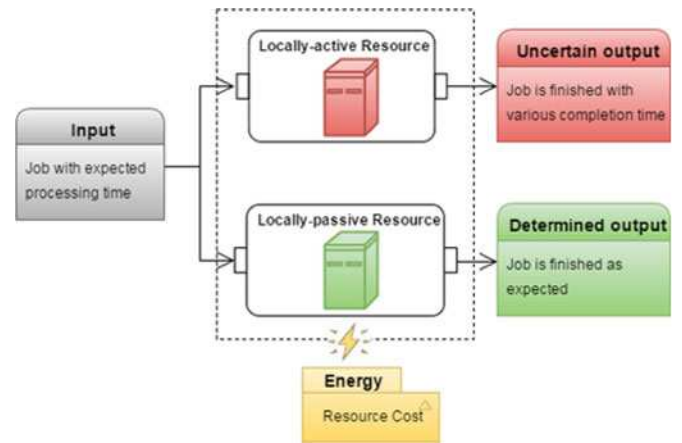 Locally-active Resource
Uncertain output
Job is finished with
various completion time
Input
Job with expected
processing time
Locally-passive Resource
Determined output
Job is finished as
expected
Energy
Resource Cost